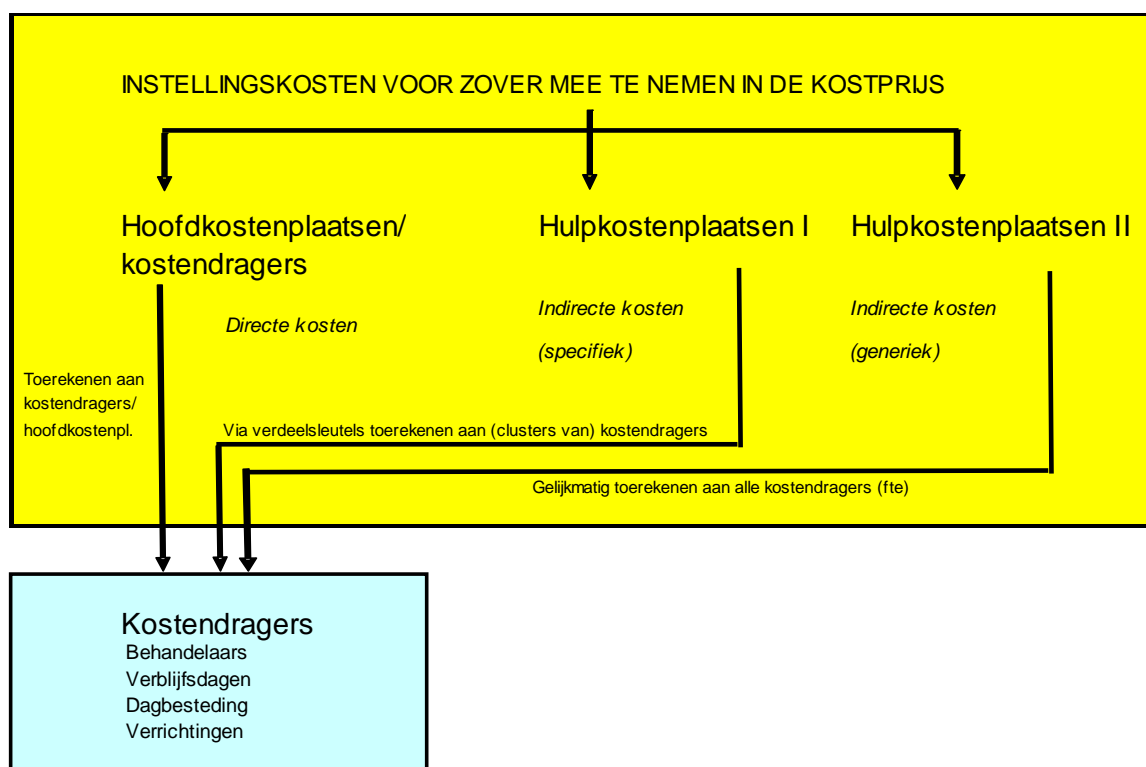 INSTELLINGSKOSTEN VOOR ZOVER MEE TE NEMEN IN DE KOSTPRIJS
Hoofdkostenplaatsen/
kostendragers
Directe kosten
Hulpkostenplaatsen I
Indirecte kosten
(specifiek)
Hulpkostenplaatsen II
Indirecte kosten
(generiek)
Toerekenen aan
kostendragers/
hoofdkostenpl.
Via verdeelsleutels toerekenen aan (clusters van) kostendragers
Gelijkmatig toerekenen aan alle kostendragers (fte)
Kostendragers
Behandelaars
Verblijfsdagen
Dagbesteding
Verrichtingen